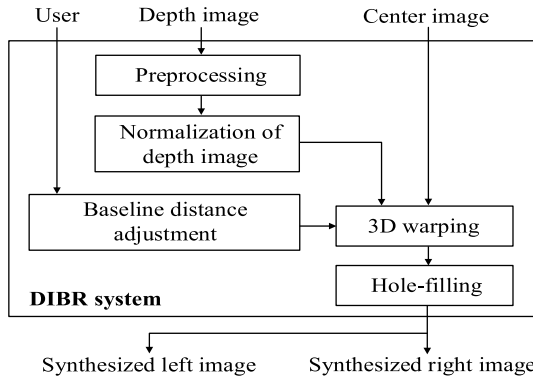 User
Depth image
Center image
Preprocessing
Normalization of
depth image
Baseline distance
adjustment
3D warping
Hole-filling
DIBR system
Synthesized left image
Synthesized right image